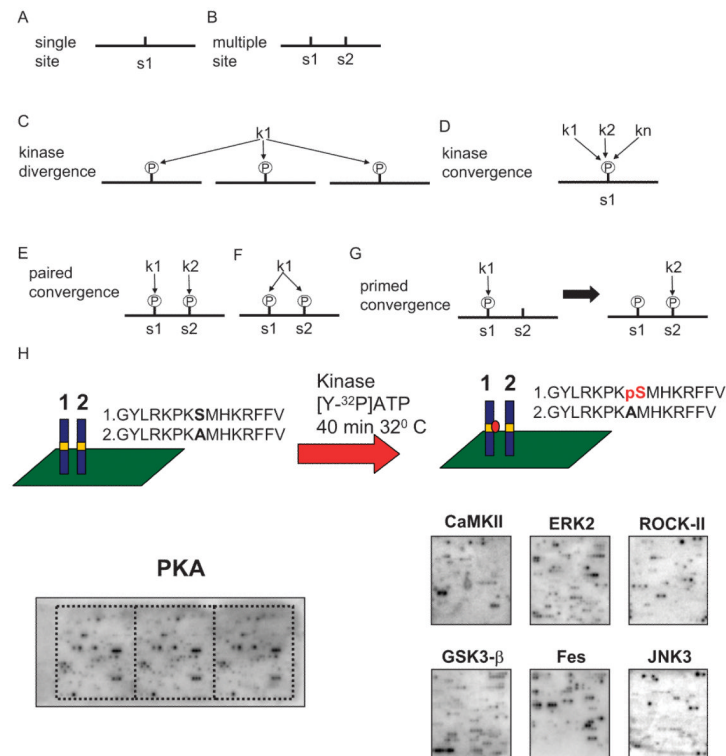 A
single
site
s1
B
multiple
site
s1 s2
C
kinase
divergence
k1
P P P
D
kinase
convergence
k1 k2 kn
P
s1
E
paired
convergence
k1 k2
P P
s1 s2
F
k1
P P
s1 s2
G
primed
convergence
k1
P
s1 s2
k2
P P
s1 s2
H
1 2
1.GYLRKPKSMHKRFFV
2.GYLRKPKAMHKRFFV
Kinase
[Y-³²P]ATP
40 min 32⁰ C
1 2
1.GYLRKPKpSMHKRFFV
2.GYLRKPKAMHKRFFV
PKA
CaMKII ERK2 ROCK-II
GSK3-β Fes JNK3